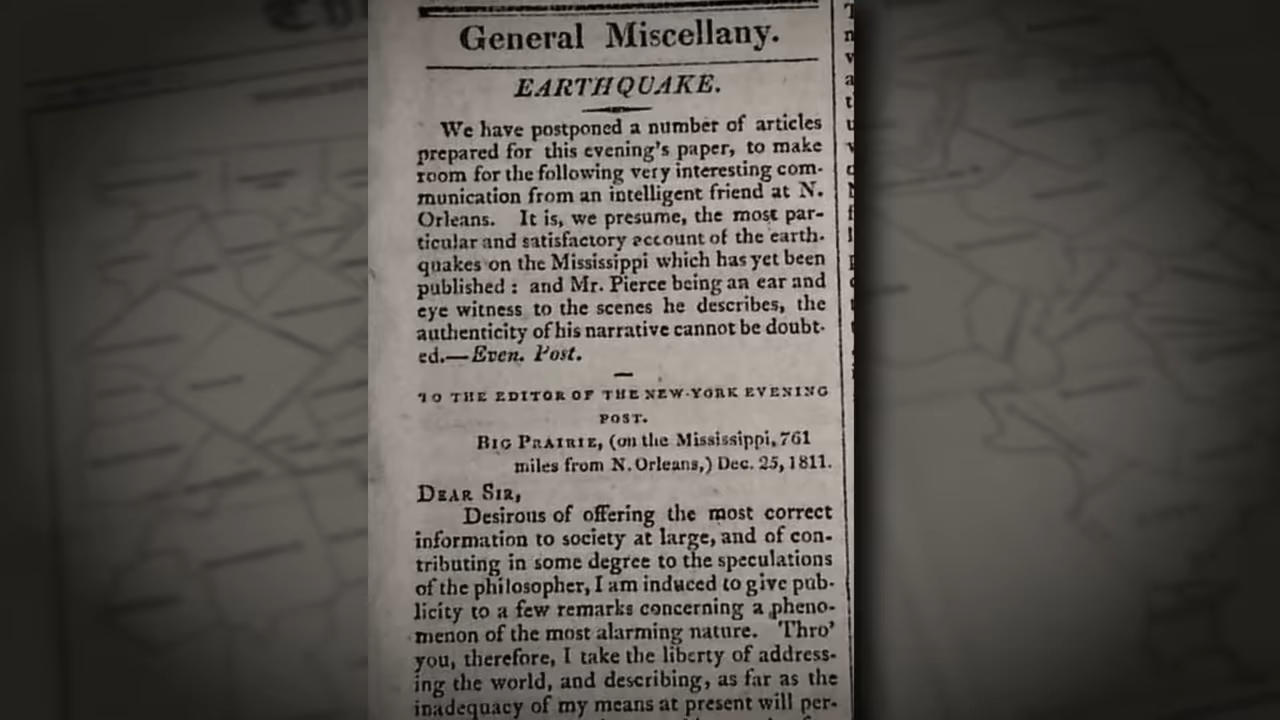 General Miscellany.
EARTHQUAKE.
We have postponed a number of articles
prepared for this evening's paper, to make
room for the following very interesting com-
munication from an intelligent friend at N.
Orleans. It is, we presume, the most par-
ticular and satisfactory account of the earth-
quakes on the Mississippi which has yet been
published : and Mr. Pierce being an ear and
eye witness to the scenes he describes, the
authenticity of his narrative cannot be doubt-
ed.—Even. Post.
TO THE EDITOR OF THE NEW-YORK EVENING
POST.
BIG PRAIRIE, (on the Mississippi, 761
miles from N. Orleans,) Dec. 25, 1811.
DEAR SIR,
Desirous of offering the most correct
information to society at large, and of con-
tributing in some degree to the speculations
of the philosopher, I am induced to give pub-
licity to a few remarks concerning a pheno-
menon of the most alarming nature. Thro'
you, therefore, I take the liberty of address-
ing the world, and describing, as far as the
inadequacy of my means at present will per-